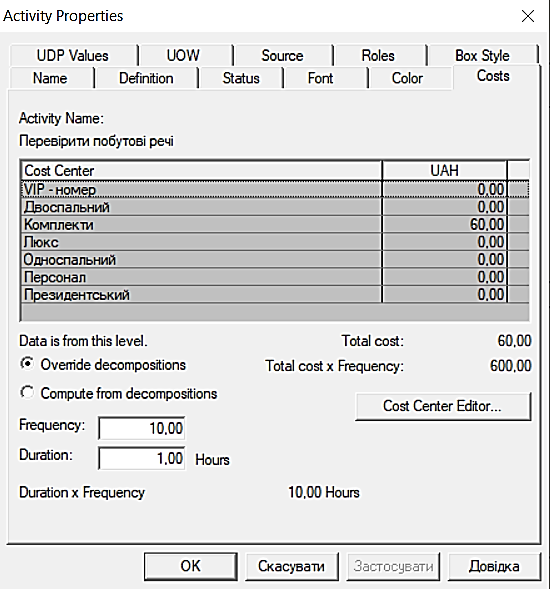 Activity Properties
UDP Values UOW Source Roles Box Style
Name Definition Status Font Color Costs
Activity Name:
Перевірити побутові речі
Cost Center UAH
VIP - номер 0,00
Двоспальний 0,00
Комплекти 60,00
Люкс 0,00
Односпальний 0,00
Персонал 0,00
Президентський 0,00
Data is from this level. Total cost: 60,00
Override decompositions Total cost x Frequency: 600,00
Compute from decompositions
Cost Center Editor...
Frequency: 10,00
Duration: 1,00 Hours
Duration x Frequency 10,00 Hours
OK Скасувати Застосувати Довідка